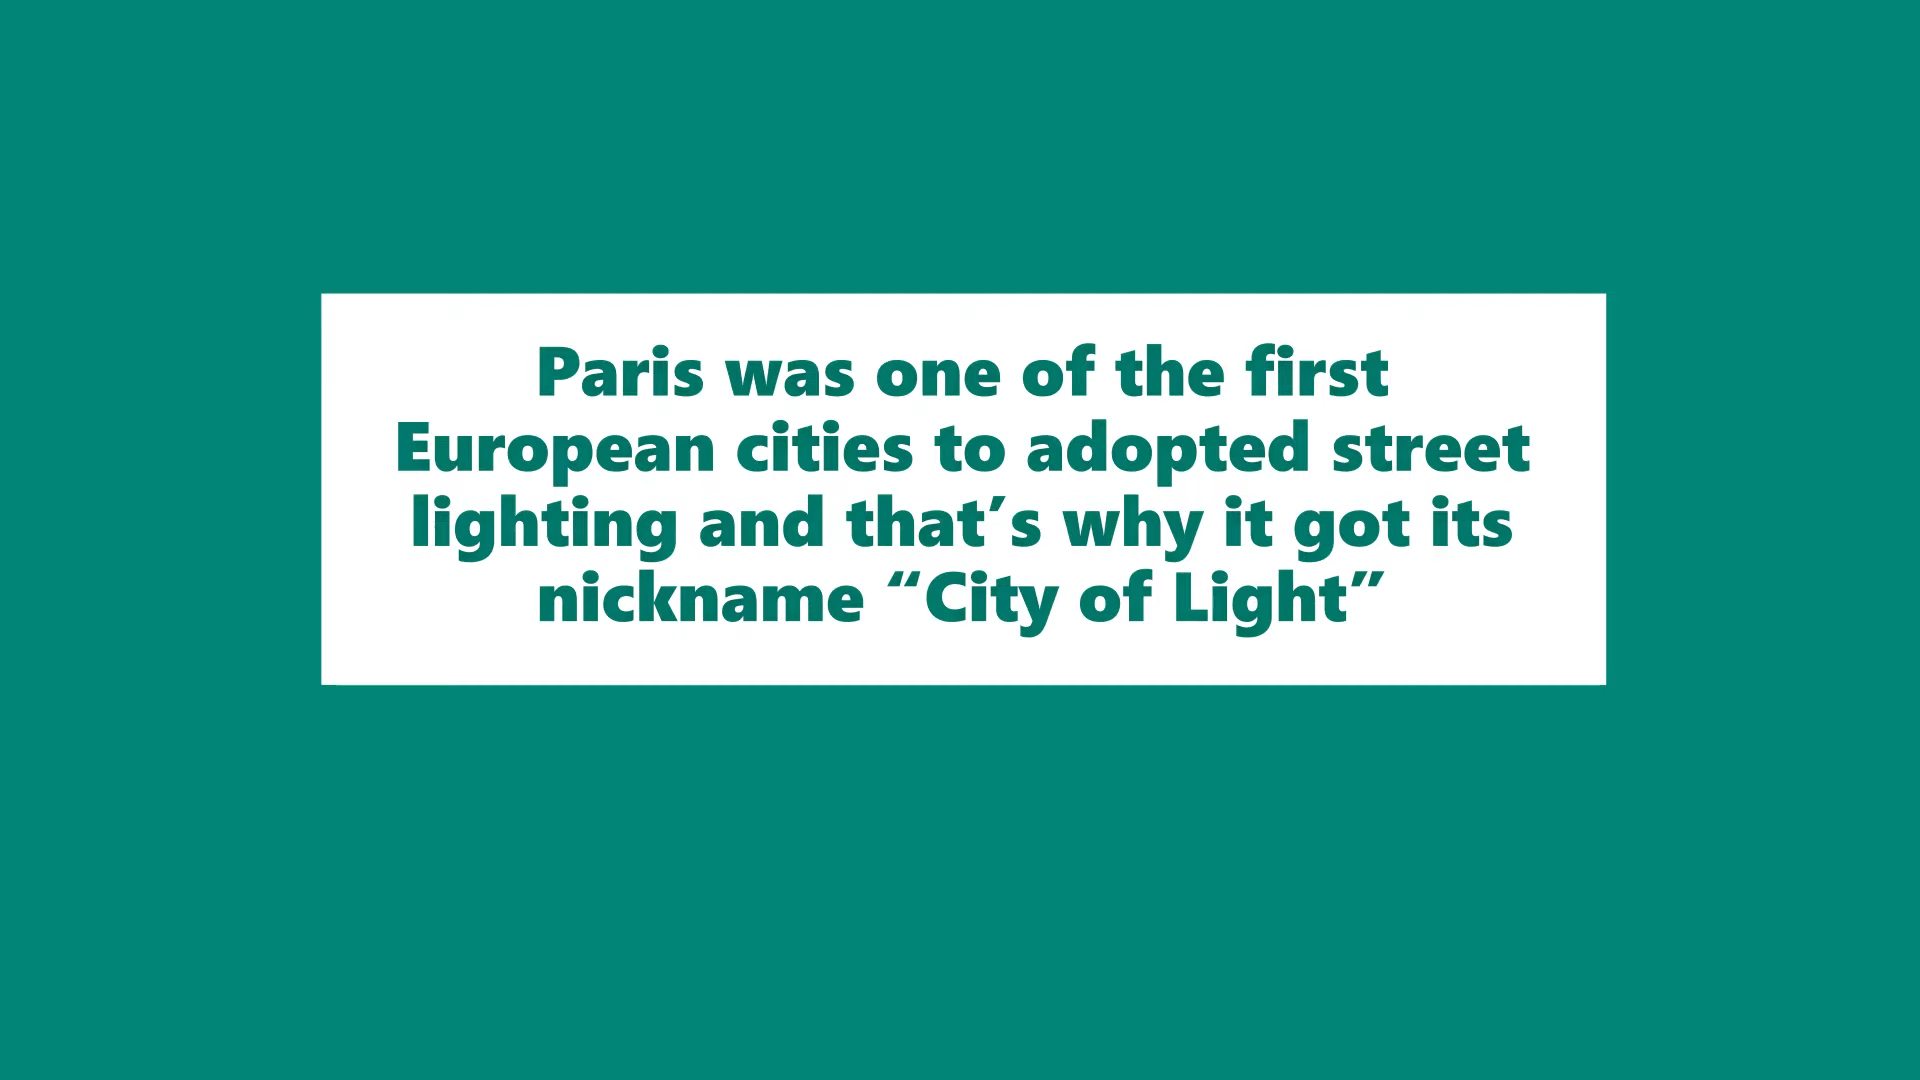 Paris was one of the first
European cities to adopted street
lighting and that’s why it got its
nickname “City of Light”